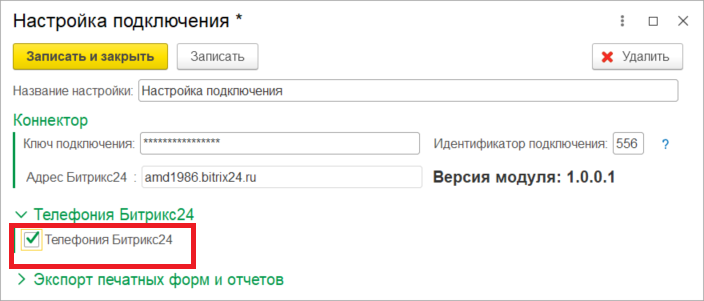 Настройка подключения *
Записать и закрыть Записать Удалить
Название настройки: Настройка подключения
Коннектор
Ключ подключения: **************** Идентификатор подключения: 556 ?
Адрес Битрикс24 : amd1986.bitrix24.ru Версия модуля: 1.0.0.1
Телефония Битрикс24
Телефония Битрикс24
Экспорт печатных форм и отчетов